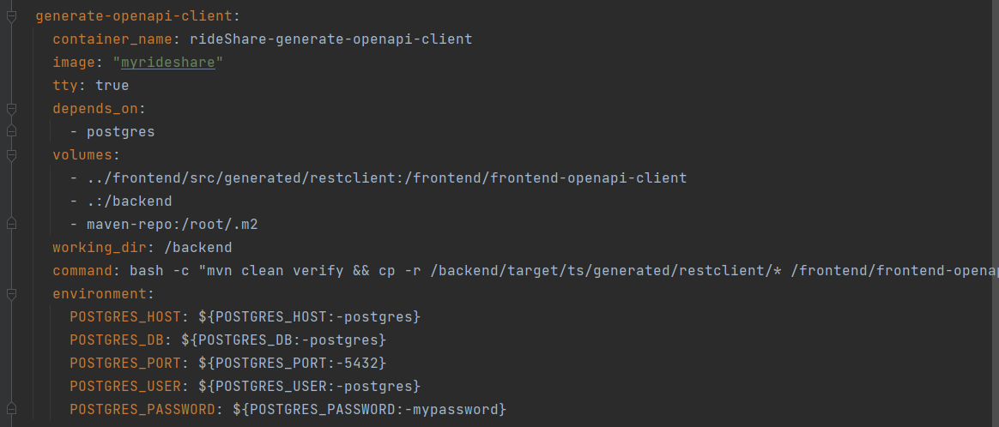 generate-openapi-client:
container_name: rideShare-generate-openapi-client
image: "myrideshare"
tty: true
depends_on:
- postgres
volumes:
- ../frontend/src/generated/restclient:/frontend/frontend-openapi-client
- .:/backend
- maven-repo:/root/.m2
working_dir: /backend
command: bash -c "mvn clean verify && cp -r /backend/target/ts/generated/restclient/* /frontend/frontend-openap
environment:
POSTGRES_HOST: ${POSTGRES_HOST:-postgres}
POSTGRES_DB: ${POSTGRES_DB:-postgres}
POSTGRES_PORT: ${POSTGRES_PORT:-5432}
POSTGRES_USER: ${POSTGRES_USER:-postgres}
POSTGRES_PASSWORD: ${POSTGRES_PASSWORD:-mypassword}